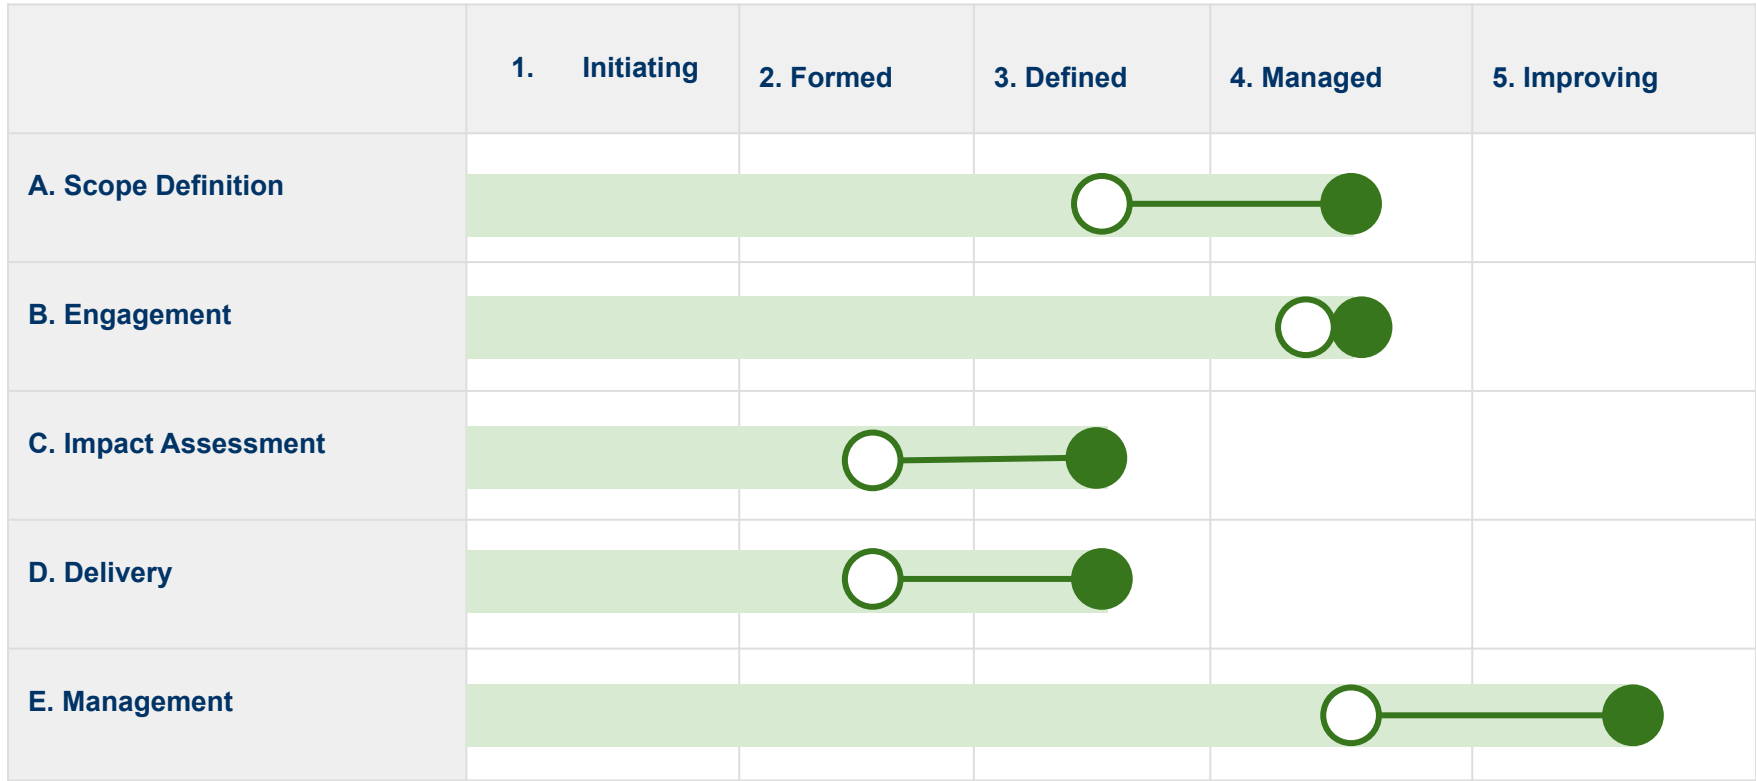 1. Initiating
2. Formed
3. Defined
4. Managed
5. Improving
A. Scope Definition
B. Engagement
C. Impact Assessment
D. Delivery
E. Management